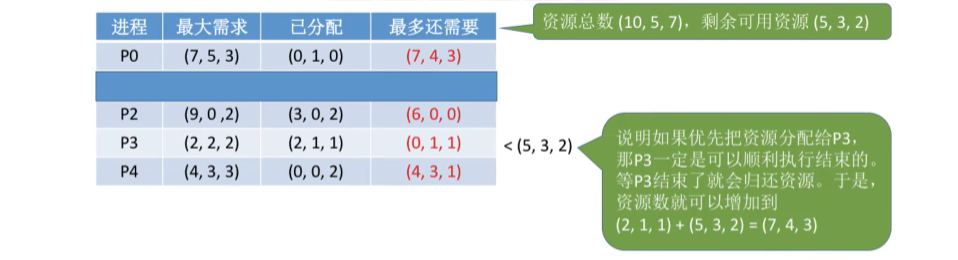 资源总数 (10, 5, 7)，剩余可用资源 (5, 3, 2)
进程 最大需求 已分配 最多还需要
P0 (7, 5, 3) (0, 1, 0) (7, 4, 3)
P2 (9, 0 ,2) (3, 0, 2) (6, 0, 0)
P3 (2, 2, 2) (2, 1, 1) (0, 1, 1)
P4 (4, 3, 3) (0, 0, 2) (4, 3, 1)
< (5, 3, 2)
说明如果优先把资源分配给P3，
那P3一定是可以顺利执行结束的。
等P3结束了就会归还资源。于是，
资源数就可以增加到
(2, 1, 1) + (5, 3, 2) = (7, 4, 3)